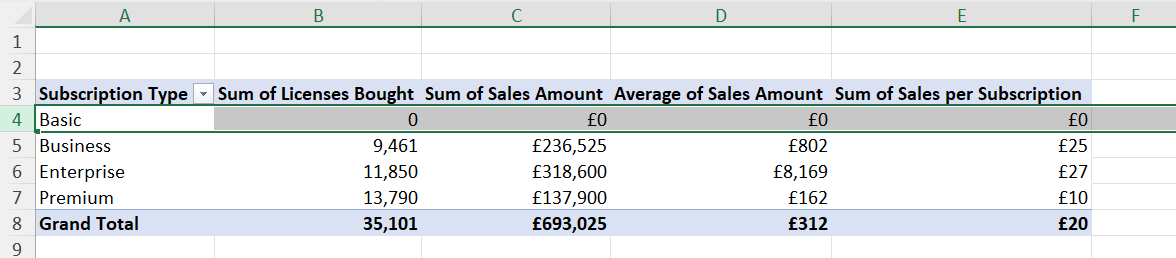 A B C D E F
1
2
3 Subscription Type Sum of Licenses Bought Sum of Sales Amount Average of Sales Amount Sum of Sales per Subscription
4 Basic 0 £0 £0 £0
5 Business 9,461 £236,525 £802 £25
6 Enterprise 11,850 £318,600 £8,169 £27
7 Premium 13,790 £137,900 £162 £10
8 Grand Total 35,101 £693,025 £312 £20
9